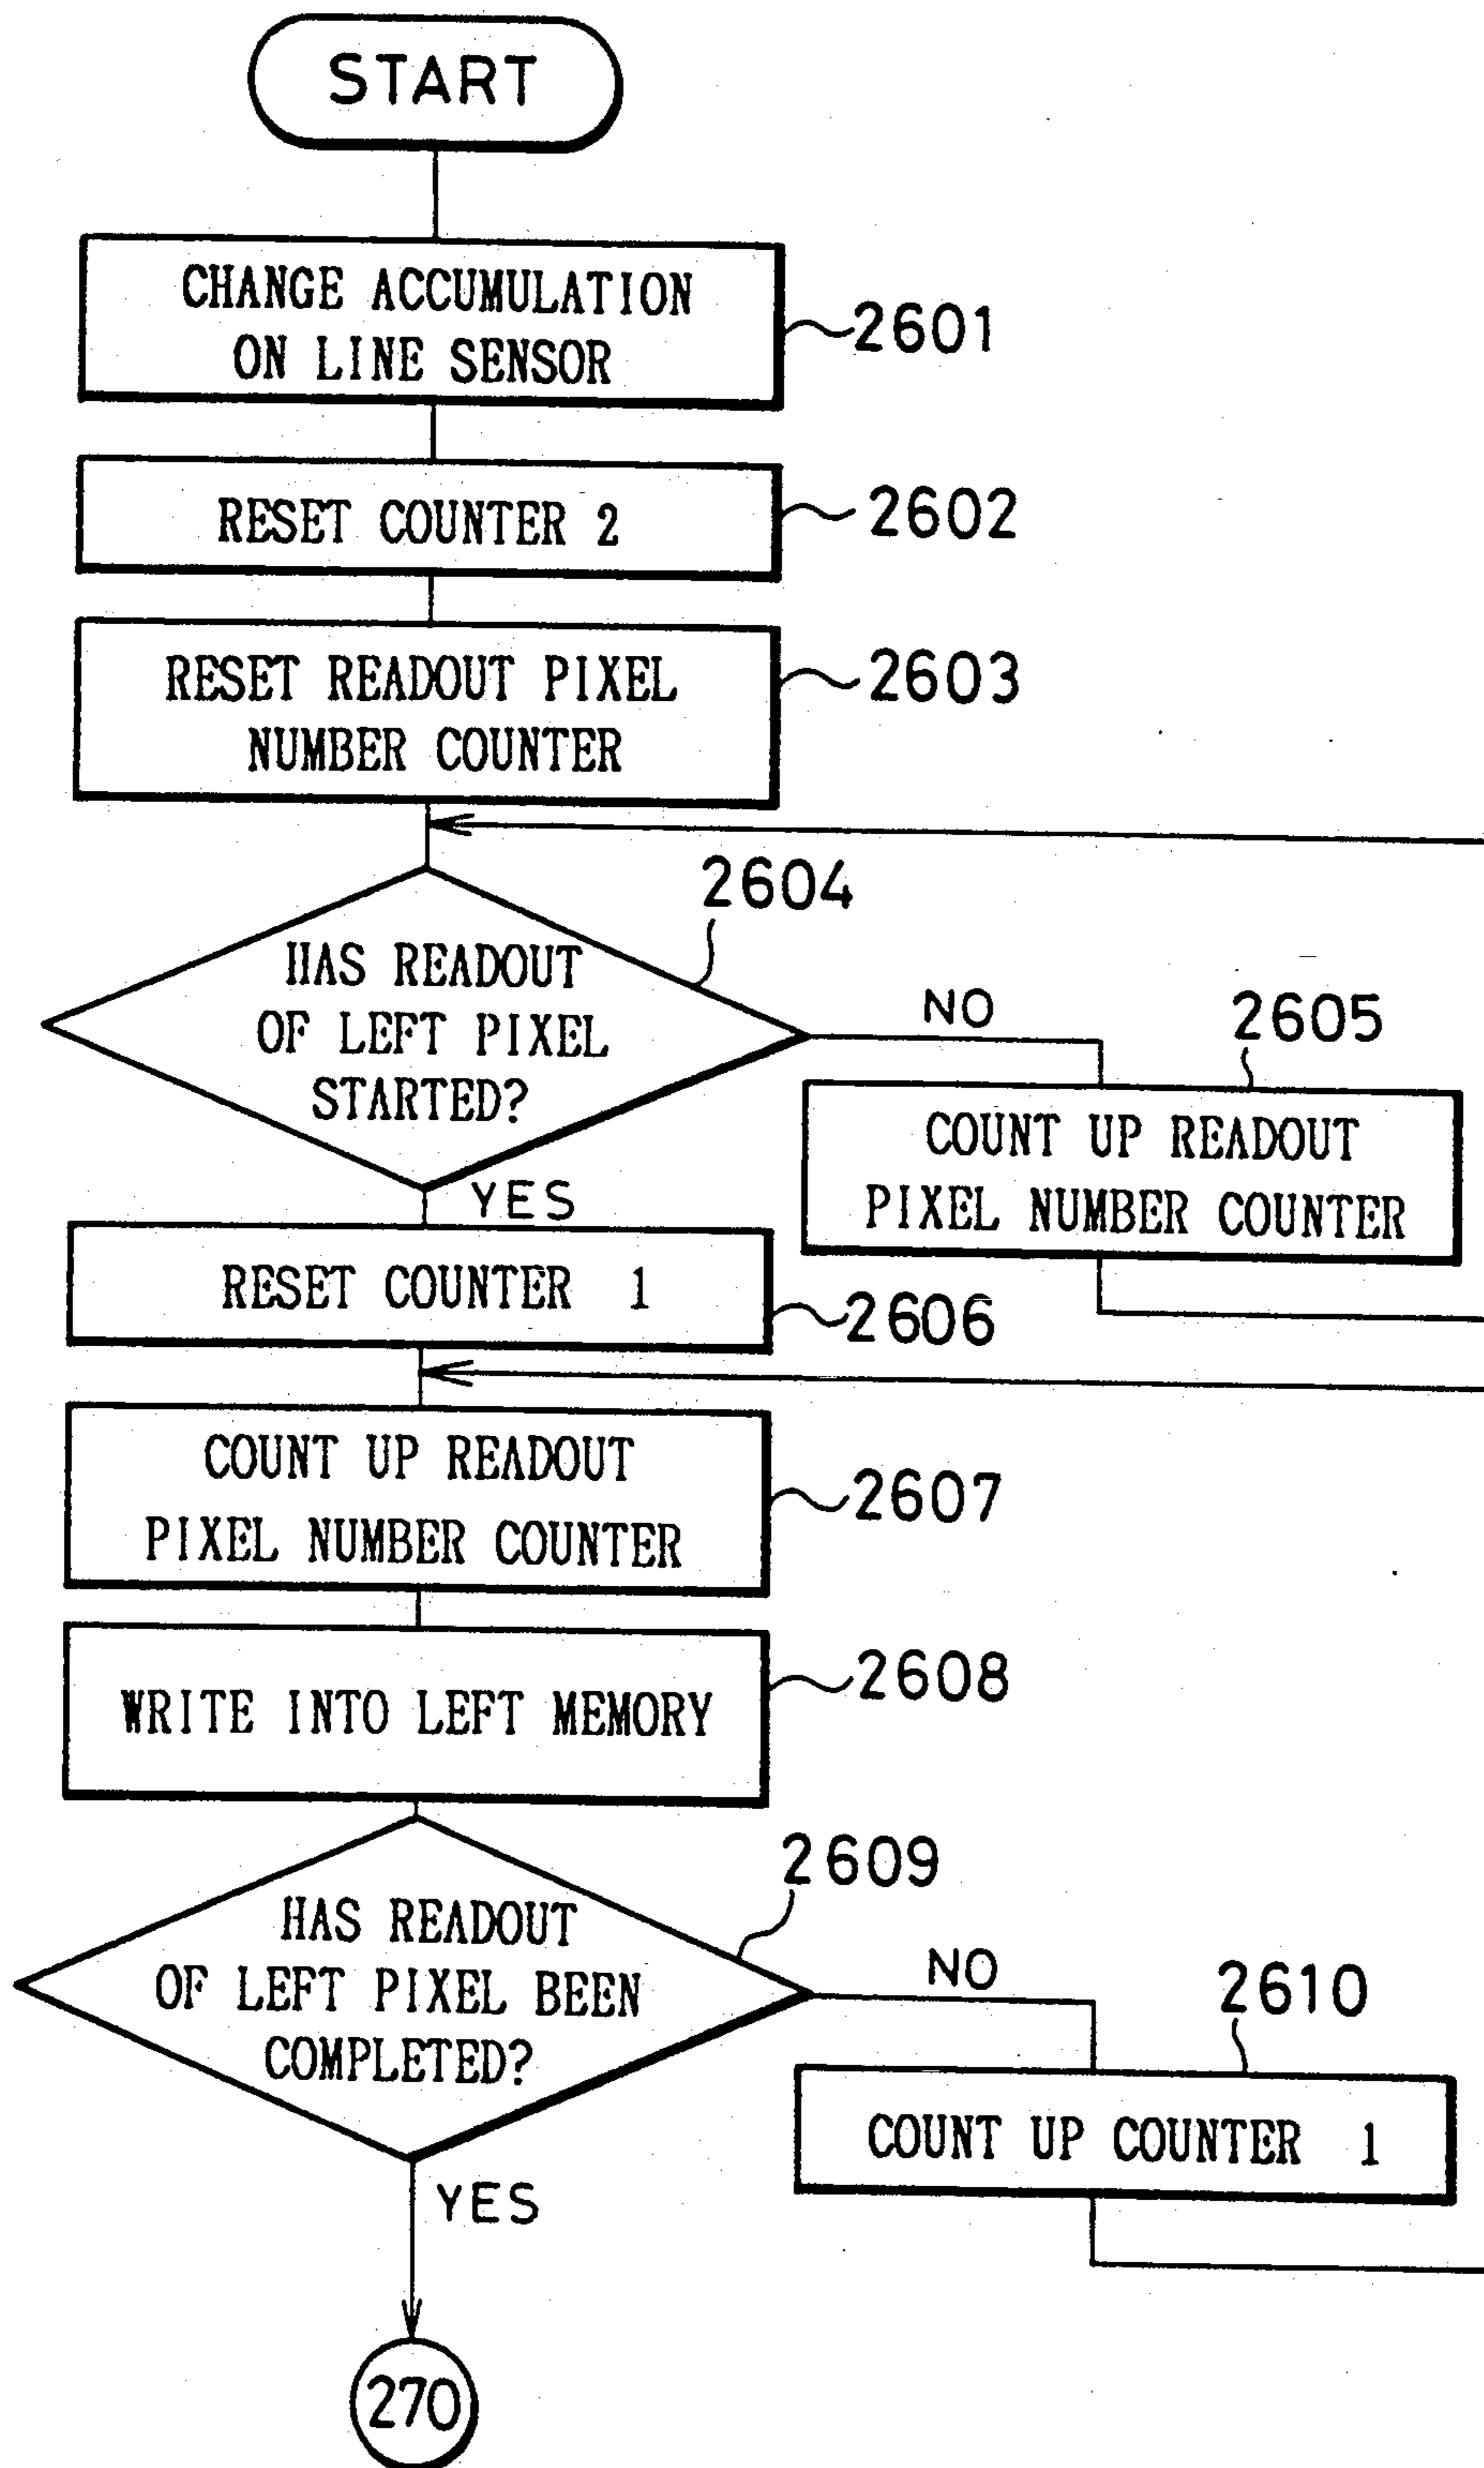 START
CHANGE ACCUMULATION
ON LINE SENSOR
2601
RESET COUNTER 2
2602
RESET READOUT PIXEL
NUMBER COUNTER
2603
2604
HAS READOUT
OF LEFT PIXEL
STARTED?
NO
2605
COUNT UP READOUT
PIXEL NUMBER COUNTER
YES
RESET COUNTER 1
2606
COUNT UP READOUT
PIXEL NUMBER COUNTER
2607
WRITE INTO LEFT MEMORY
2608
2609
HAS READOUT
OF LEFT PIXEL BEEN
COMPLETED?
NO
2610
COUNT UP COUNTER 1
YES
270